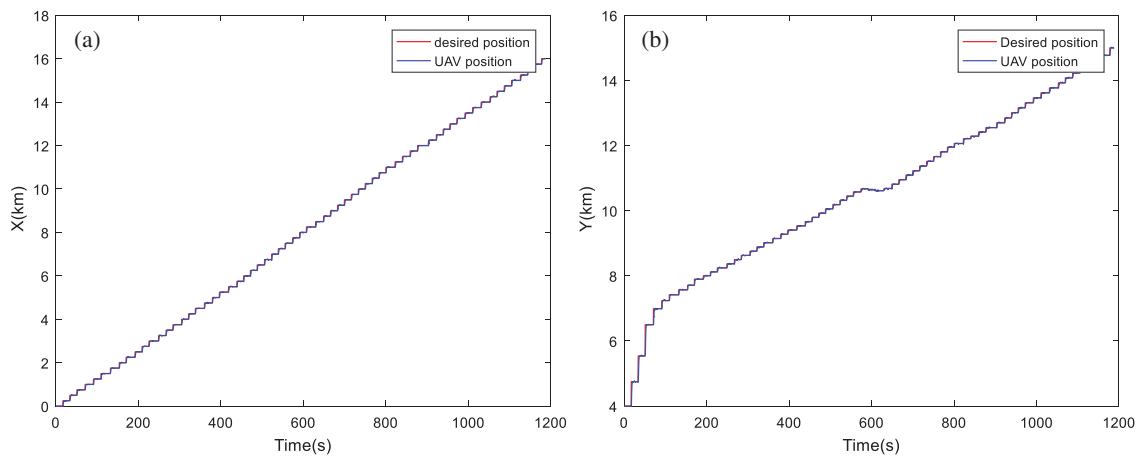 (a)
desired position
UAV position
18
16
14
12
10
8
6
4
2
0
X(km)
0 200 400 600 800 1000 1200
Time(s)
(b)
Desired position
UAV position
16
14
12
10
8
6
4
Y(km)
0 200 400 600 800 1000 1200
Time(s)